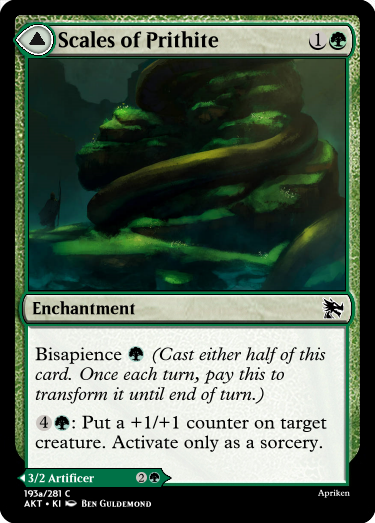 Scales of Prithite 1
Enchantment
Bisapience (Cast either half of this
card. Once each turn, pay this to
transform it until end of turn.)
4: Put a +1/+1 counter on target
creature. Activate only as a sorcery.
3/2 Artificer 2
193a/281 C Apriken
AKT • KI Ben Guldemond